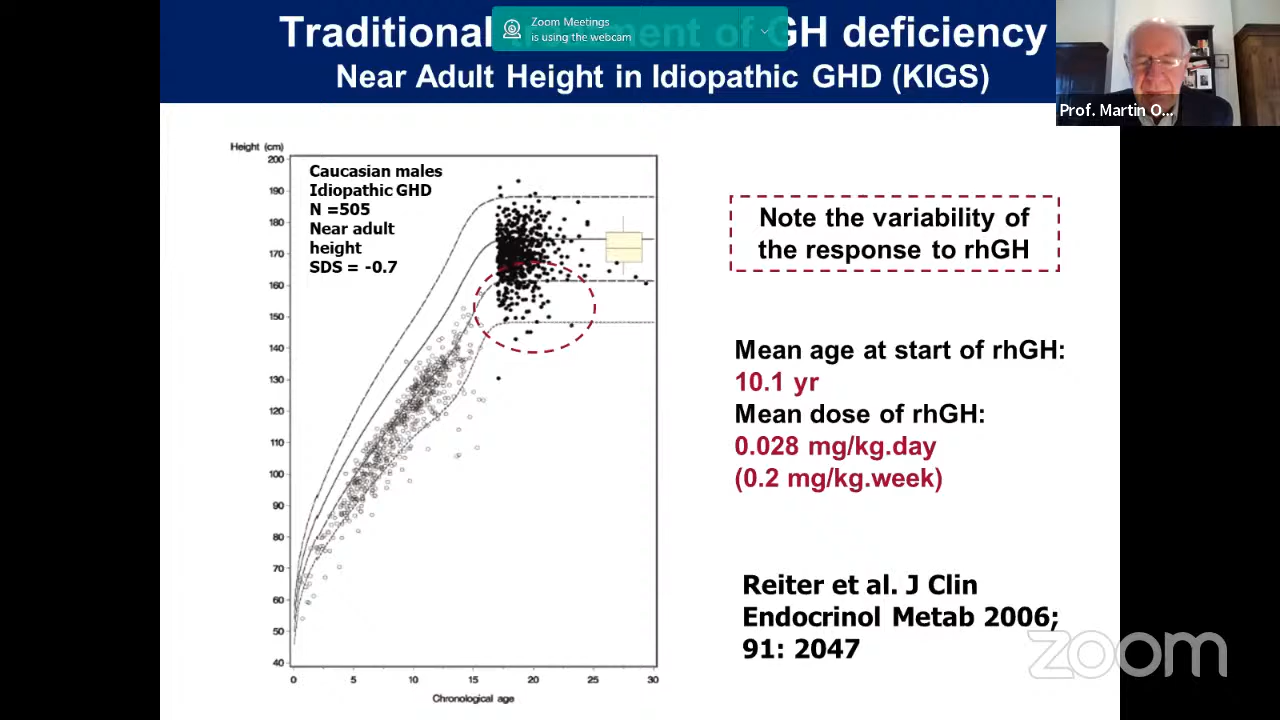 Traditional
GH deficiency
Zoom Meetings
is using the webcam
Near Adult Height in Idiopathic GHD (KIGS)
Prof. Martin O...
Height (cm)
Caucasian males
Idiopathic GHD
N =505
Near adult
height
SDS = -0.7
200
190
180
170
160
150
140
130
120
110
100
90
80
70
60
50
40
0 5 10 15 20 25 30
Chronological age
Note the variability of
the response to rhGH
Mean age at start of rhGH:
10.1 yr
Mean dose of rhGH:
0.028 mg/kg.day
(0.2 mg/kg.week)
Reiter et al. J Clin
Endocrinol Metab 2006;
91: 2047
zoom